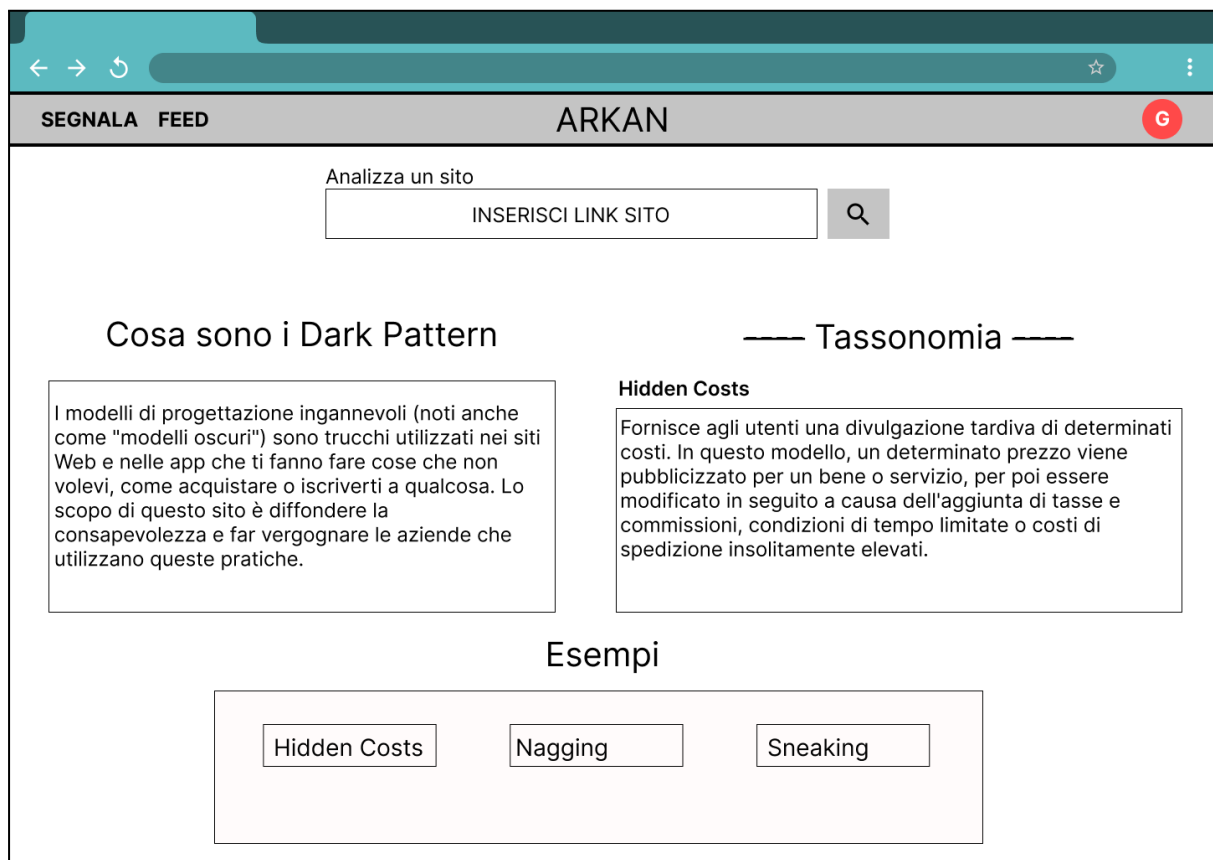 SEGNALA FEED
ARKAN
G
Analizza un sito
INSERISCI LINK SITO
Cosa sono i Dark Pattern
I modelli di progettazione ingannevoli (noti anche
come "modelli oscuri") sono trucchi utilizzati nei siti
Web e nelle app che ti fanno fare cose che non
volevi, come acquistare o iscriverti a qualcosa. Lo
scopo di questo sito è diffondere la
consapevolezza e far vergognare le aziende che
utilizzano queste pratiche.
---- Tassonomia ----
Hidden Costs
Fornisce agli utenti una divulgazione tardiva di determinati
costi. In questo modello, un determinato prezzo viene
pubblicizzato per un bene o servizio, per poi essere
modificato in seguito a causa dell'aggiunta di tasse e
commissioni, condizioni di tempo limitate o costi di
spedizione insolitamente elevati.
Esempi
Hidden Costs
Nagging
Sneaking